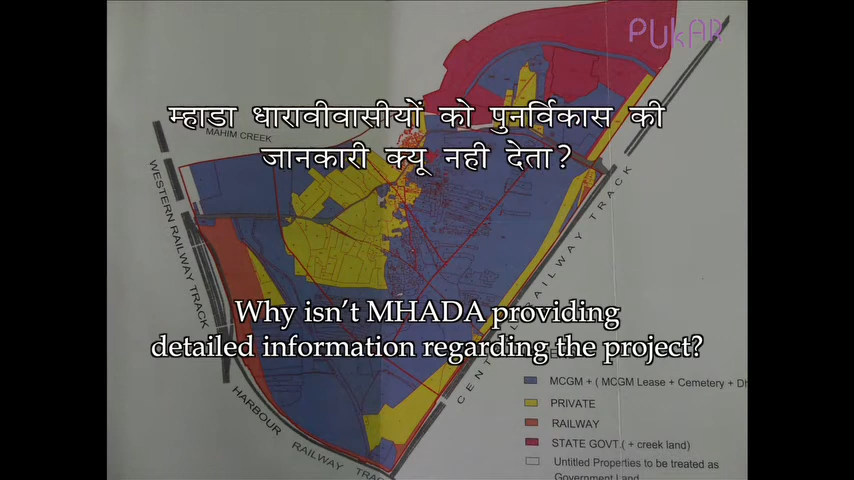 PUKAR
म्हाडा धारावीवासीयों को पुनर्विकास की
जानकारी क्यू नही देता?
MAHIM CREEK
WESTERN RAILWAY TRACK
Why isn't MHADA providing
detailed information regarding the project?
CENTRAL RAILWAY TRACK
HARBOUR RAILWAY TRAC
MCGM + ( MCGM Lease + Cemetery + Dh
PRIVATE
RAILWAY
STATE GOVT.( + creek land)
Untitled Properties to be treated as
Government Land